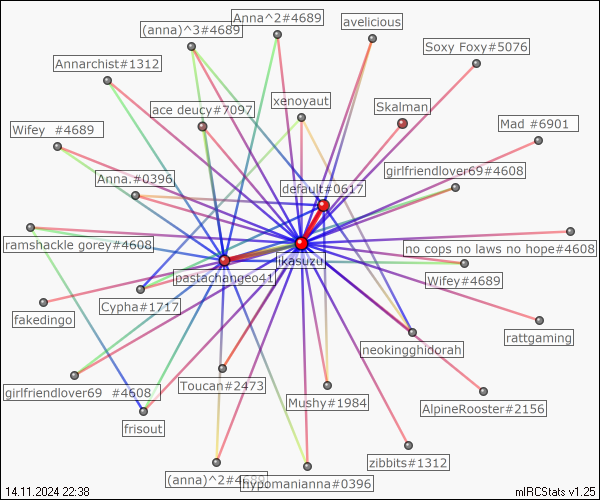 Anna^2#4689
(anna)^3#4689
avelicious
Soxy Foxy#5076
Annarchist#1312
xenoyaut
ace deucy#7097
Skalman
Wifey  #4689
Mad #6901
Anna.#0396
default#0617
girlfriendlover69#4608
ramshackle gorey#4608
no cops no laws no hope#4608
jkasuzu
pastachangeo41
Wifey#4689
Cypha#1717
fakedingo
rattgaming
neokingghidorah
Toucan#2473
girlfriendlover69  #4608
Mushy#1984
AlpineRooster#2156
frisout
zibbits#1312
(anna)^2#4689
hypomanianna#0396
14.11.2024 22:38
mIRCStats v1.25